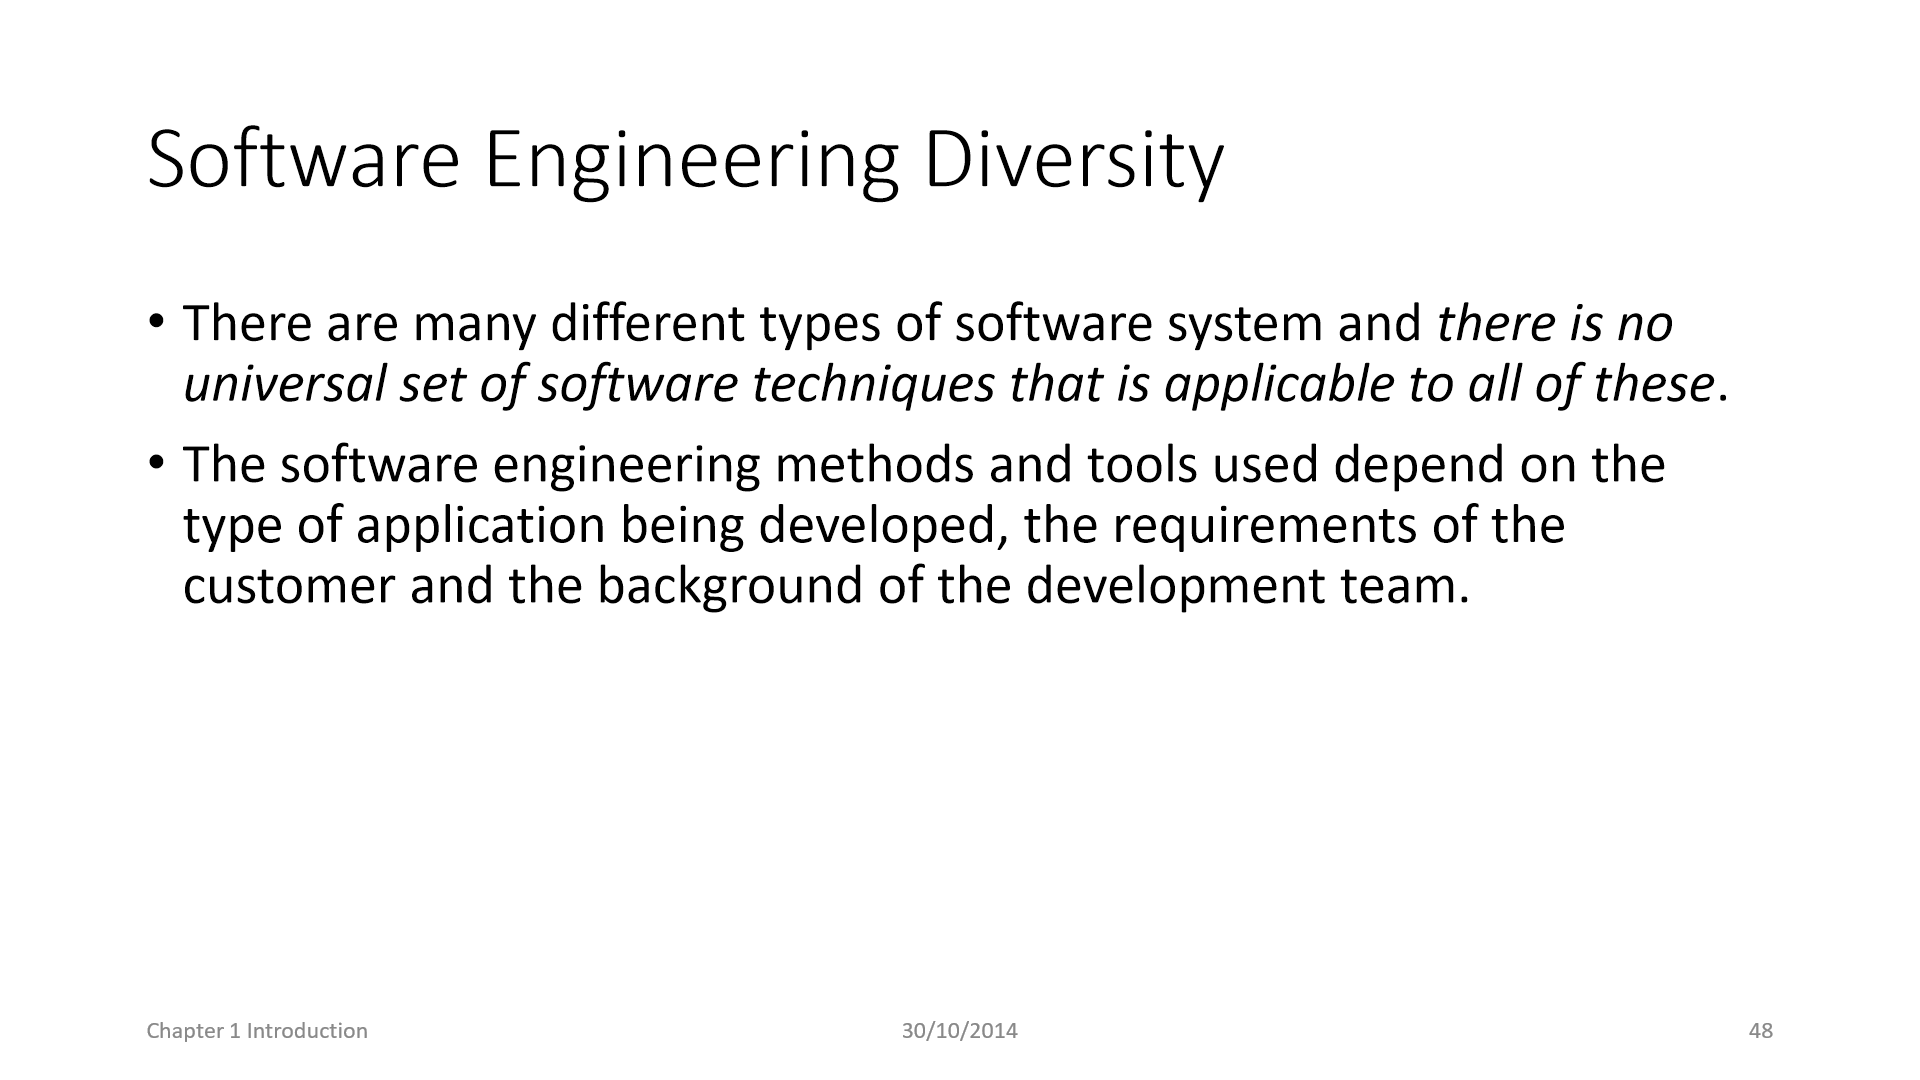 Software Engineering Diversity
• There are many different types of software system and there is no
universal set of software techniques that is applicable to all of these.
• The software engineering methods and tools used depend on the
type of application being developed, the requirements of the
customer and the background of the development team.
Chapter 1 Introduction
30/10/2014
48